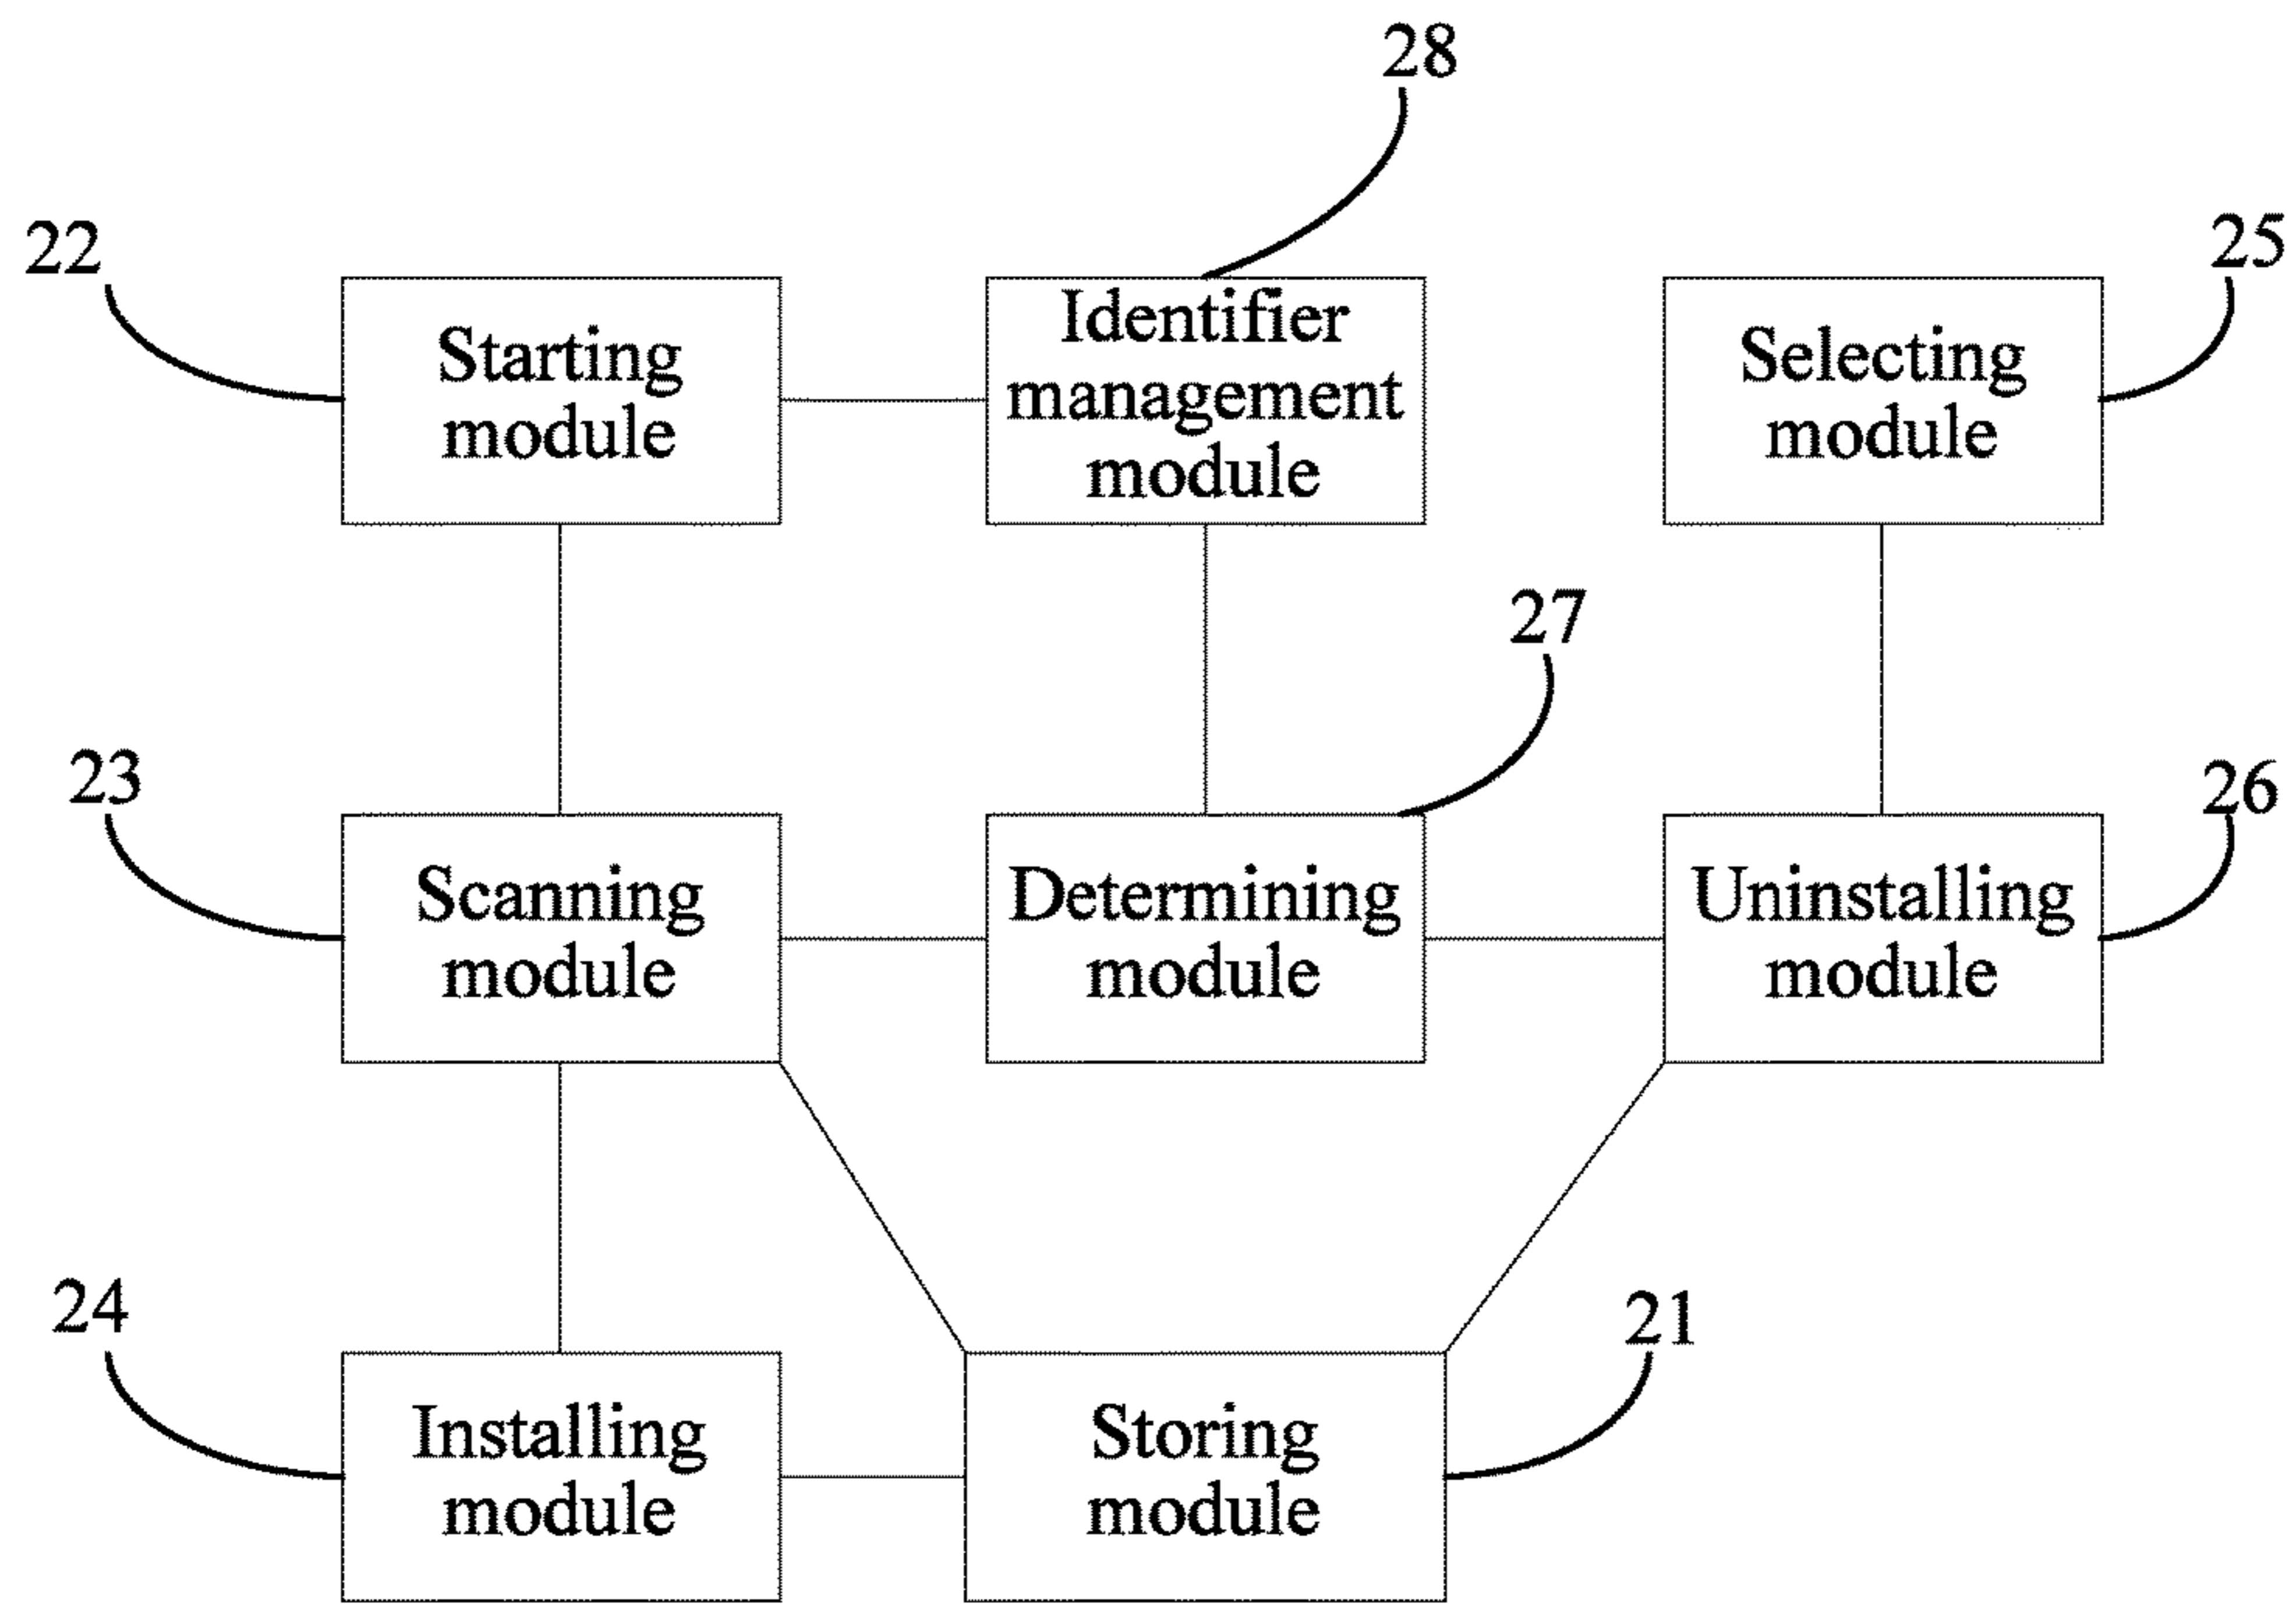 28
22
25
Starting
module
Identifier
management
module
Selecting
module
27
23
26
Scanning
module
Determining
module
Uninstalling
module
24
21
Installing
module
Storing
module